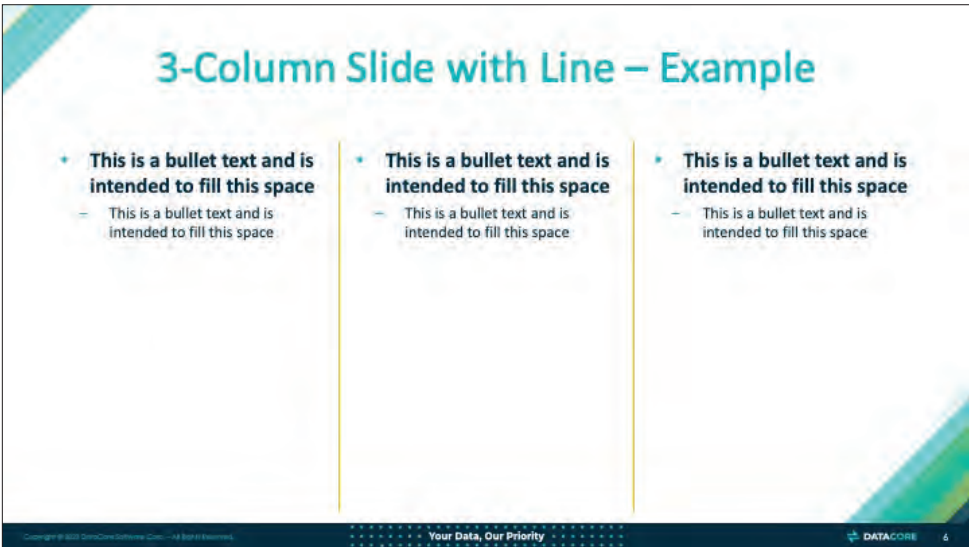 3-Column Slide with Line – Example
• This is a bullet text and is
intended to fill this space
– This is a bullet text and is
intended to fill this space
• This is a bullet text and is
intended to fill this space
– This is a bullet text and is
intended to fill this space
• This is a bullet text and is
intended to fill this space
– This is a bullet text and is
intended to fill this space
Your Data, Our Priority
DATACORE
6